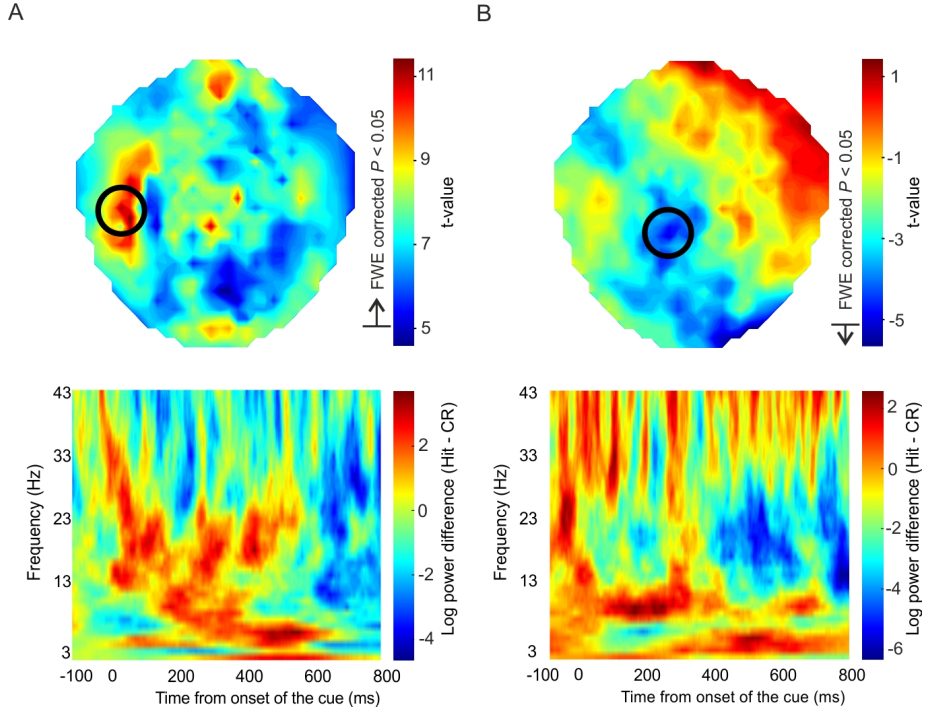 A
B
11
9
7
5
t-value
FWE corrected P < 0.05
1
-1
-3
-5
t-value
FWE corrected P < 0.05
43
33
23
13
3
Frequency (Hz)
-100 0 200 400 600 800
Time from onset of the cue (ms)
2
0
-2
-4
Log power difference (Hit - CR)
43
33
23
13
3
Frequency (Hz)
-100 0 200 400 600 800
Time from onset of the cue (ms)
2
0
-2
-4
-6
Log power difference (Hit - CR)